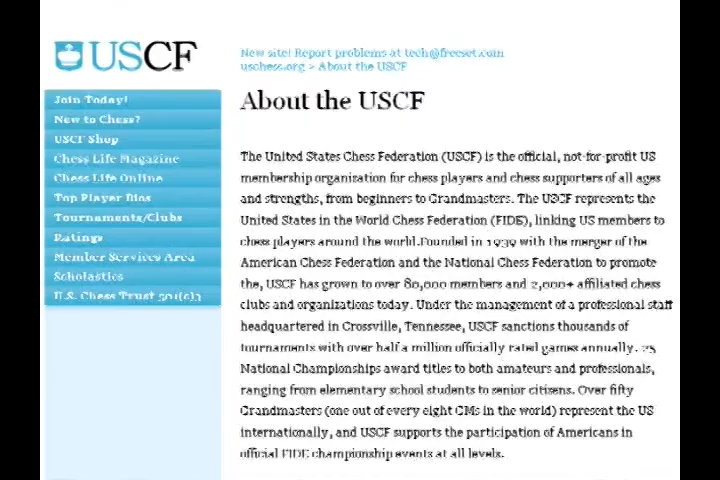 USCF
New site! Report problems at tech@freeset.com
uschess.org > About the USCF
Join Today!
New to Chess?
USCF Shop
Chess Life Magazine
Chess Life Online
Top Player Bios
Tournaments/Clubs
Ratings
Member Services Area
Scholastics
U.S. Chess Trust 501(c)3
About the USCF
The United States Chess Federation (USCF) is the official, not-for-profit US
membership organization for chess players and chess supporters of all ages
and strengths, from beginners to Grandmasters. The USCF represents the
United States in the World Chess Federation (FIDE), linking US members to
chess players around the world.Founded in 1939 with the merger of the
American Chess Federation and the National Chess Federation to promote
the, USCF has grown to over 80,000 members and 2,000+ affiliated chess
clubs and organizations today. Under the management of a professional staff
headquartered in Crossville, Tennessee, USCF sanctions thousands of
tournaments with over half a million officially rated games annually. 25
National Championships award titles to both amateurs and professionals,
ranging from elementary school students to senior citizens. Over fifty
Grandmasters (one out of every eight GMs in the world) represent the US
internationally, and USCF supports the participation of Americans in
official FIDE championship events at all levels.